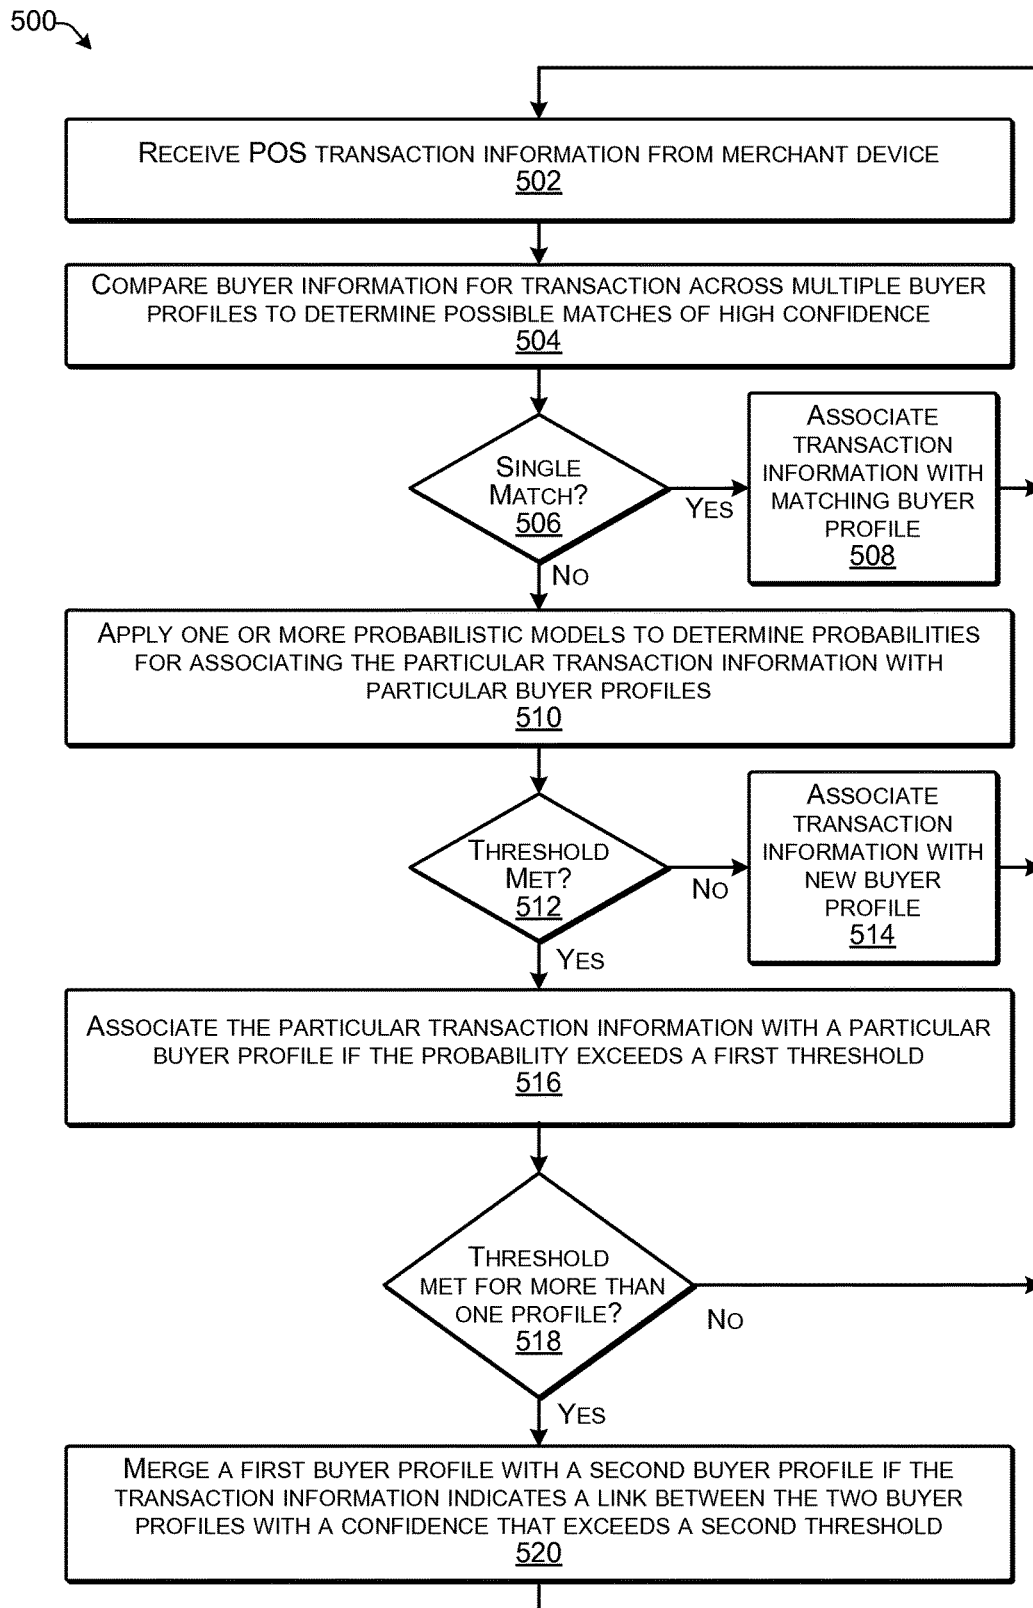 500
RECEIVE POS TRANSACTION INFORMATION FROM MERCHANT DEVICE
502
COMPARE BUYER INFORMATION FOR TRANSACTION ACROSS MULTIPLE BUYER
PROFILES TO DETERMINE POSSIBLE MATCHES OF HIGH CONFIDENCE
504
SINGLE
MATCH?
506
YES
ASSOCIATE
TRANSACTION
INFORMATION WITH
MATCHING BUYER
PROFILE
508
NO
APPLY ONE OR MORE PROBABILISTIC MODELS TO DETERMINE PROBABILITIES
FOR ASSOCIATING THE PARTICULAR TRANSACTION INFORMATION WITH
PARTICULAR BUYER PROFILES
510
THRESHOLD
MET?
512
NO
ASSOCIATE
TRANSACTION
INFORMATION WITH
NEW BUYER
PROFILE
514
YES
ASSOCIATE THE PARTICULAR TRANSACTION INFORMATION WITH A PARTICULAR
BUYER PROFILE IF THE PROBABILITY EXCEEDS A FIRST THRESHOLD
516
THRESHOLD
MET FOR MORE THAN
ONE PROFILE?
518
NO
YES
MERGE A FIRST BUYER PROFILE WITH A SECOND BUYER PROFILE IF THE
TRANSACTION INFORMATION INDICATES A LINK BETWEEN THE TWO BUYER
PROFILES WITH A CONFIDENCE THAT EXCEEDS A SECOND THRESHOLD
520